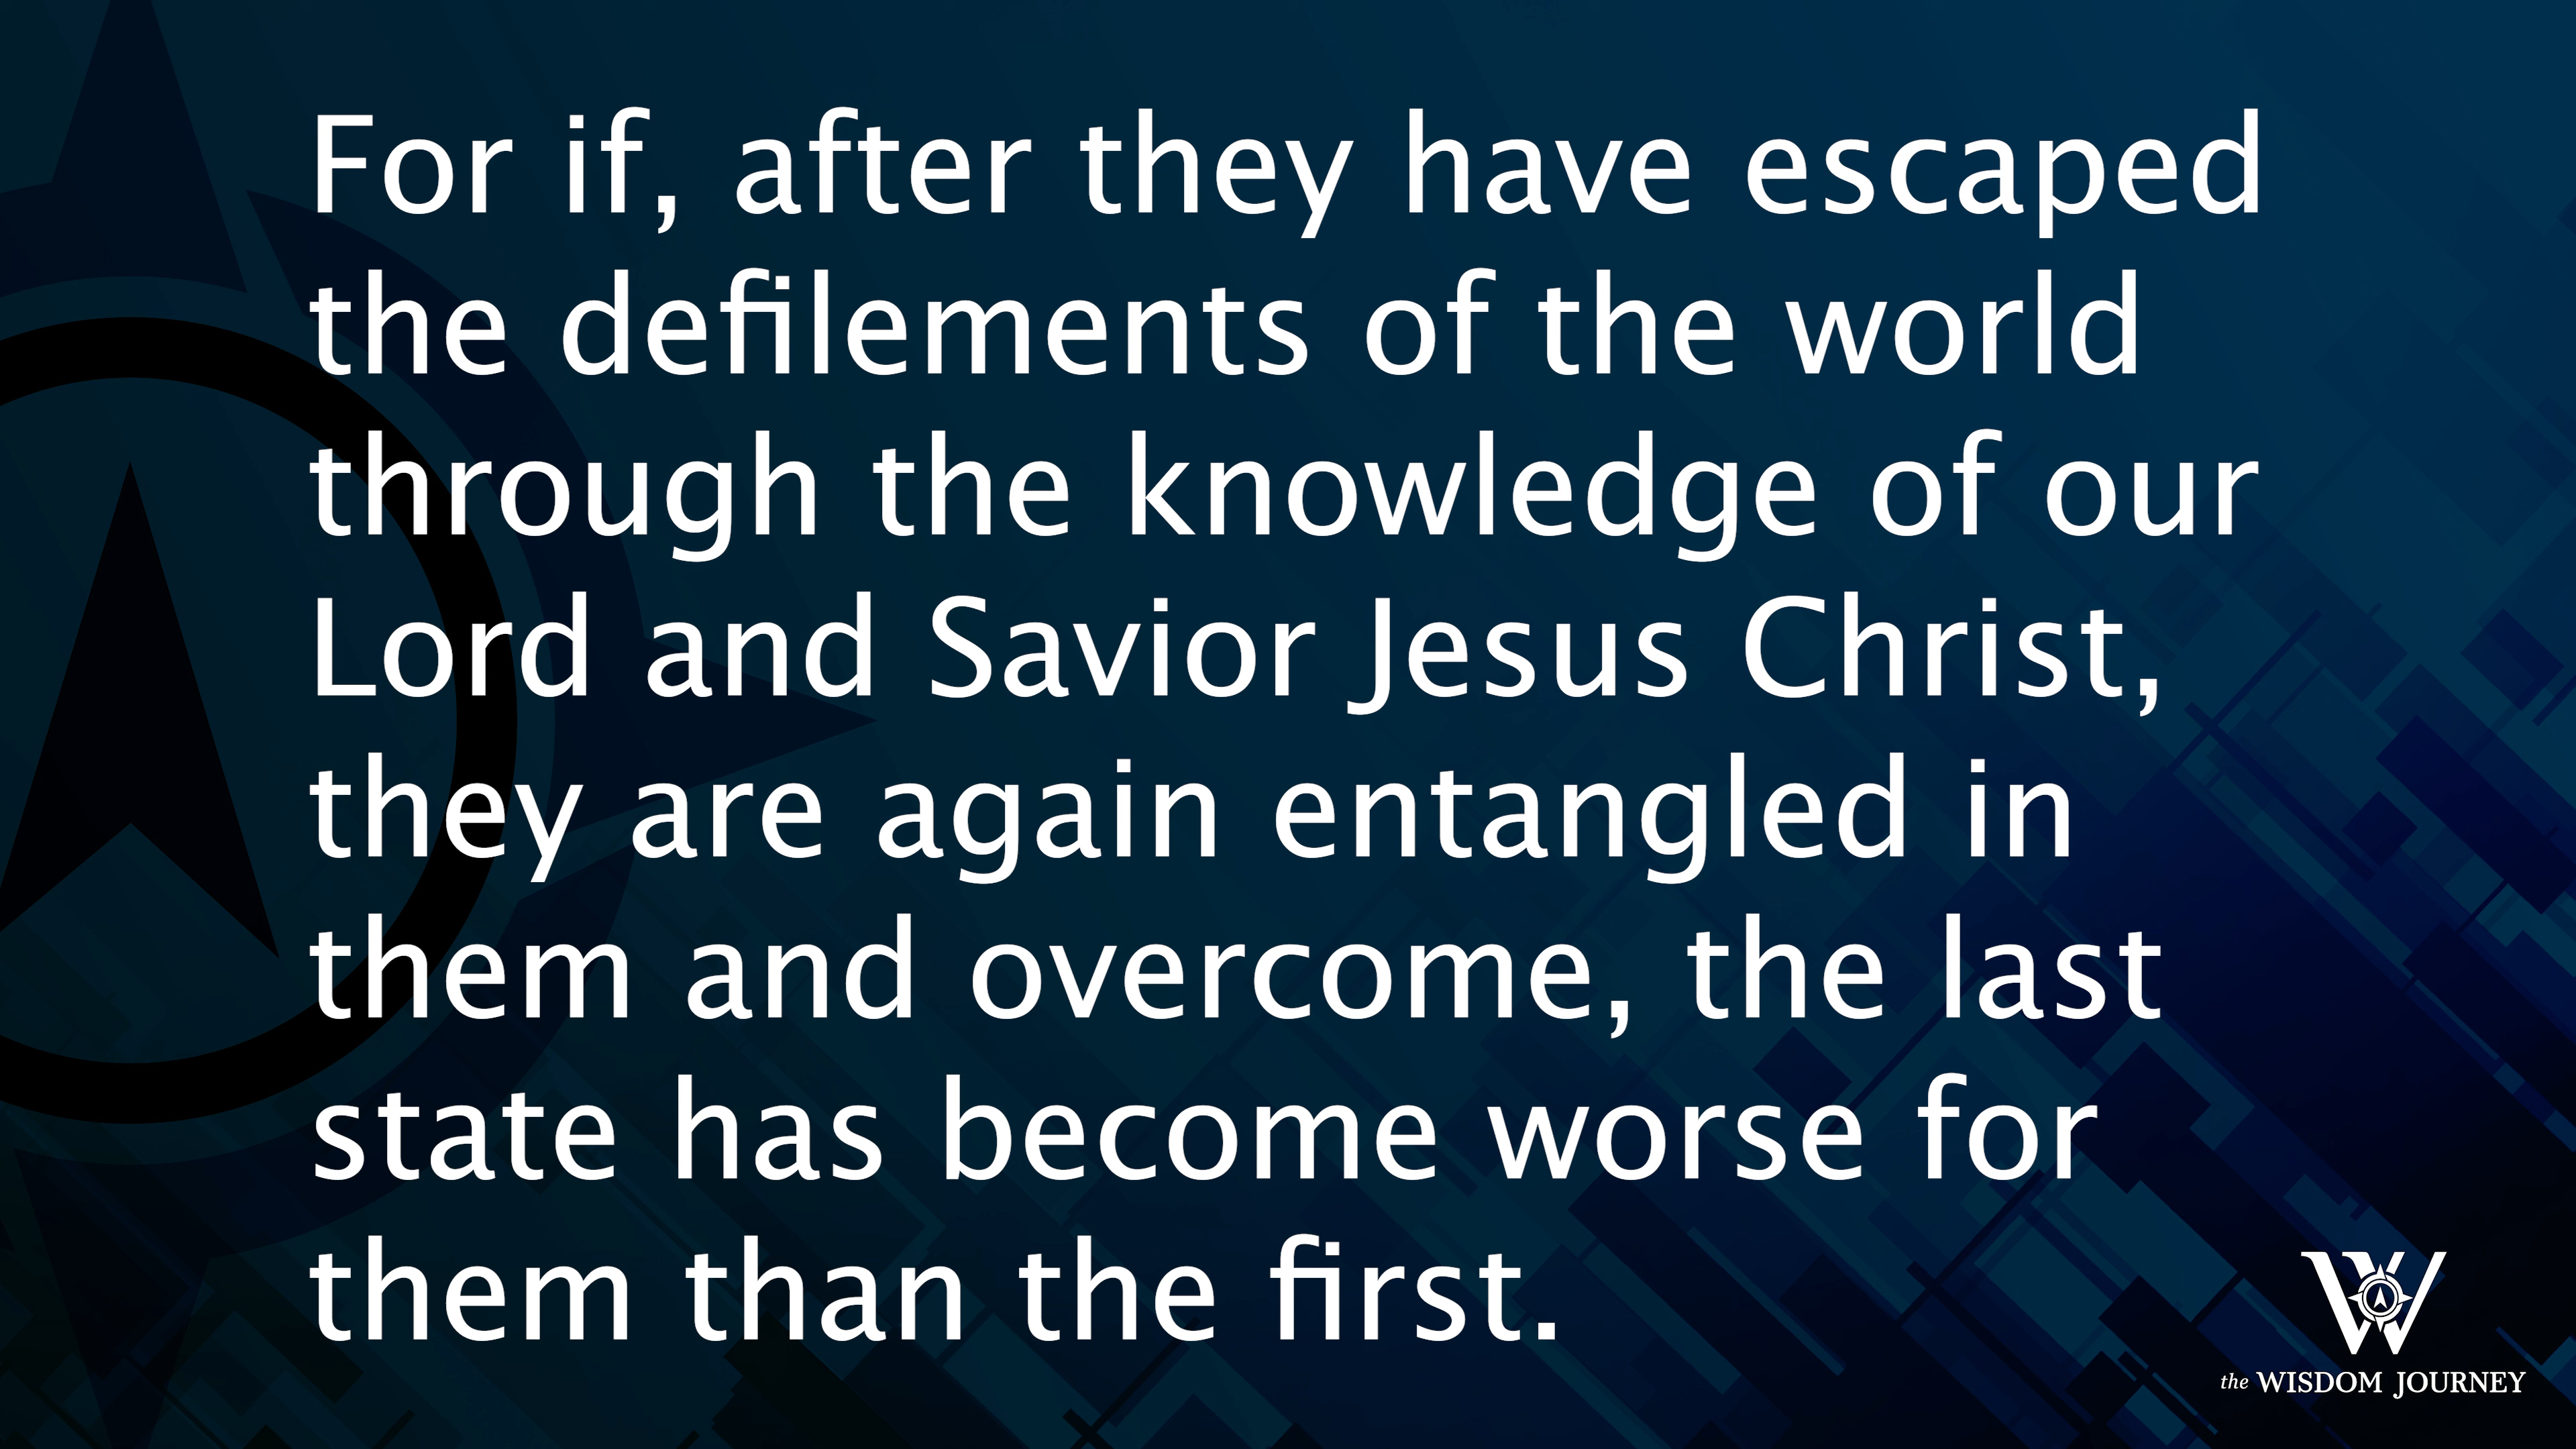 For if, after they have escaped
the defilements of the world
through the knowledge of our
Lord and Savior Jesus Christ,
they are again entangled in
them and overcome, the last
state has become worse for
them than the first.
W
the WISDOM JOURNEY